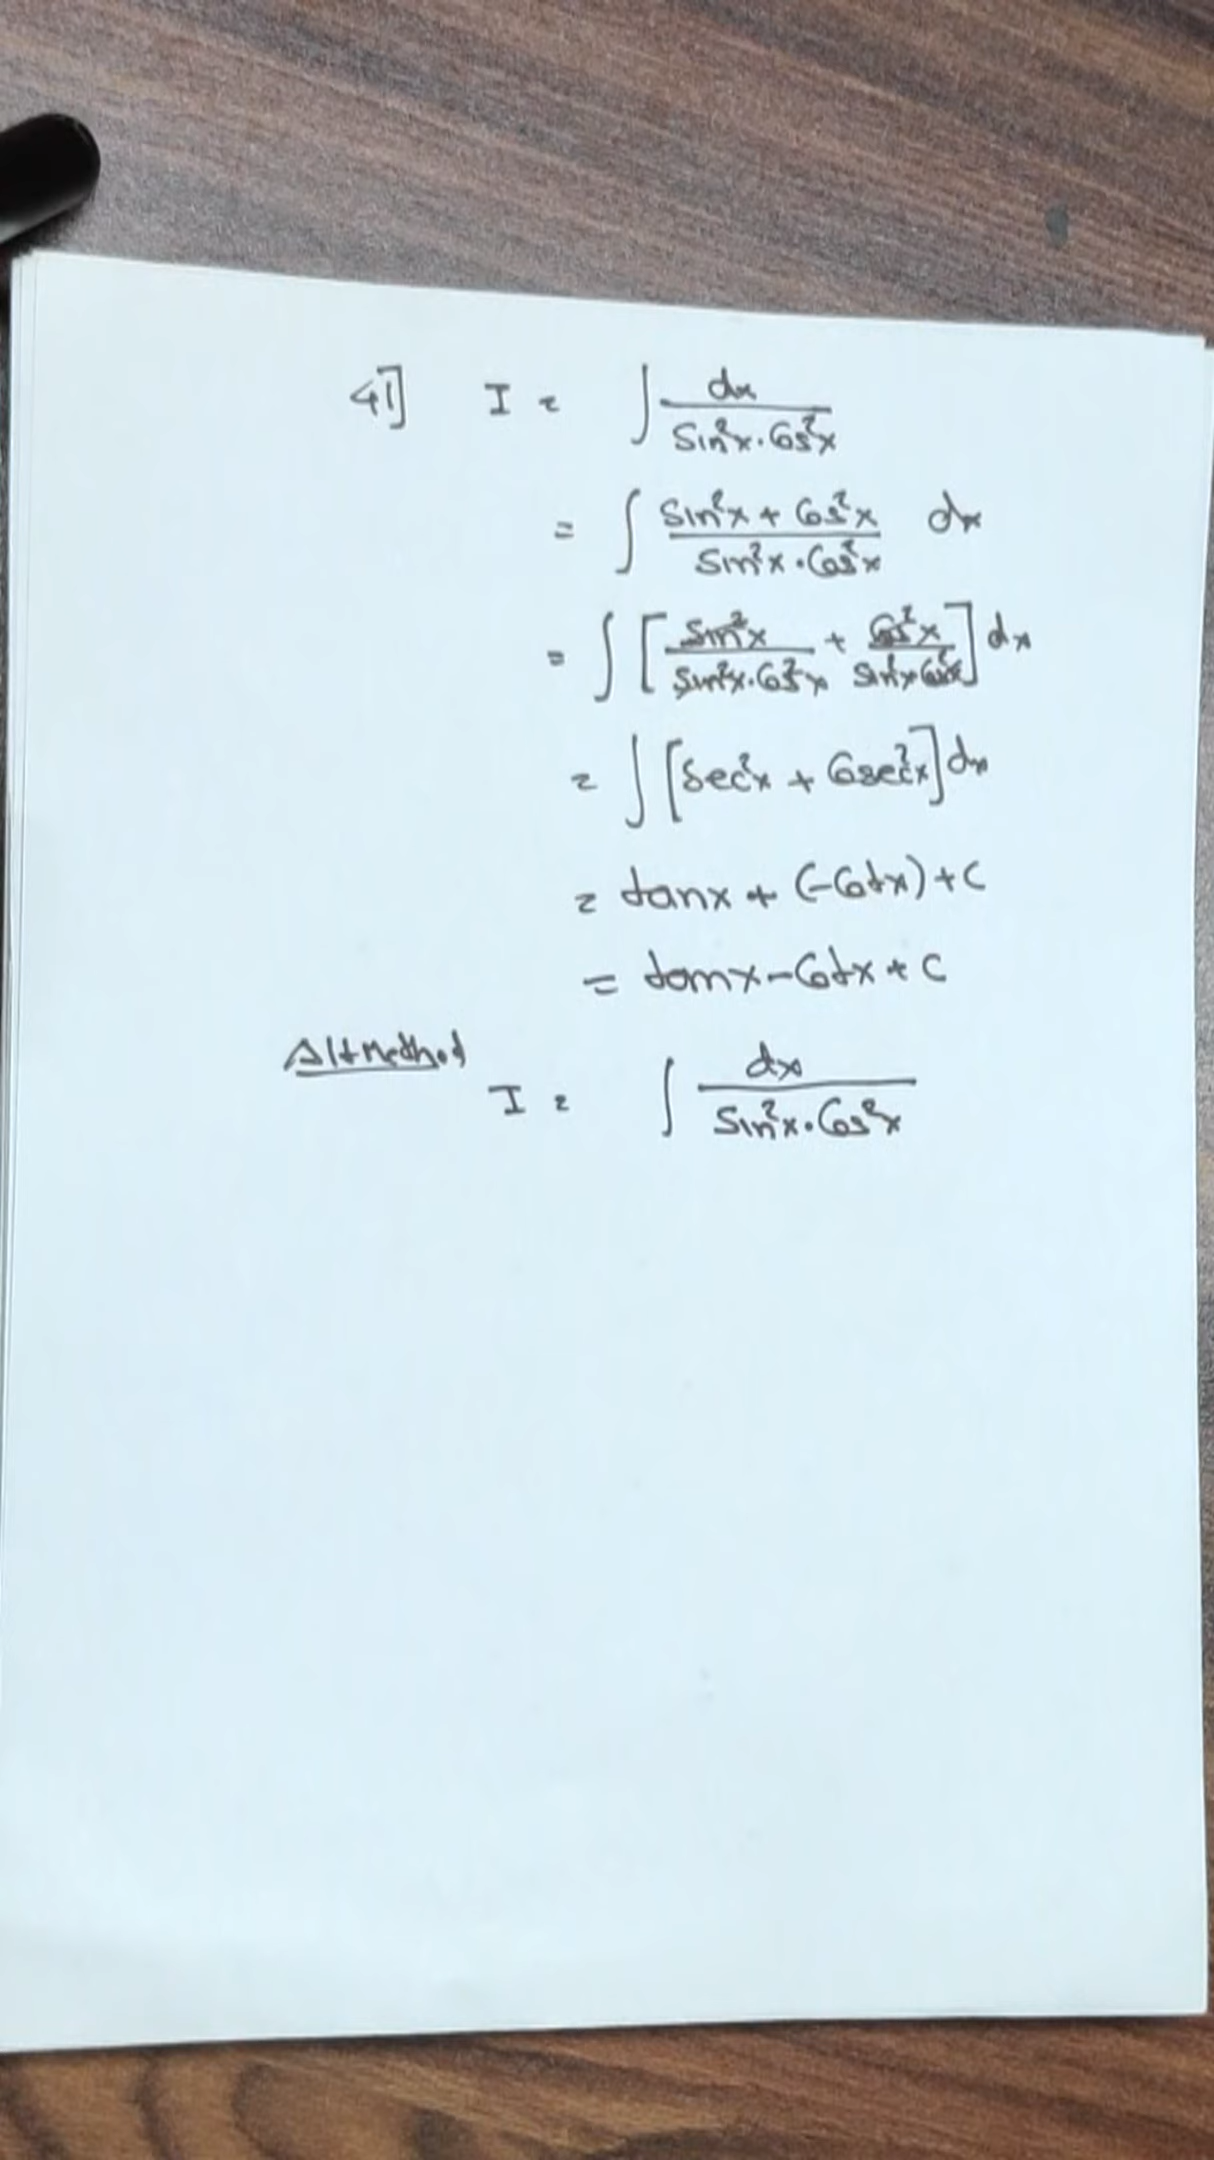 41] I = ∫ dx / Sin²x·Cos²x
= ∫ Sin²x + Cos²x / Sin²x·Cos²x dx
= ∫ [Sin²x / Sin²x·Cos²x + Cos²x / Sin²x Cos²x] dx
= ∫ [Sec²x + Cosec²x] dx
= tanx + (-Cotx) + C
= tanx - Cotx + C
Alt Method
I = ∫ dx / Sin²x·Cos²x